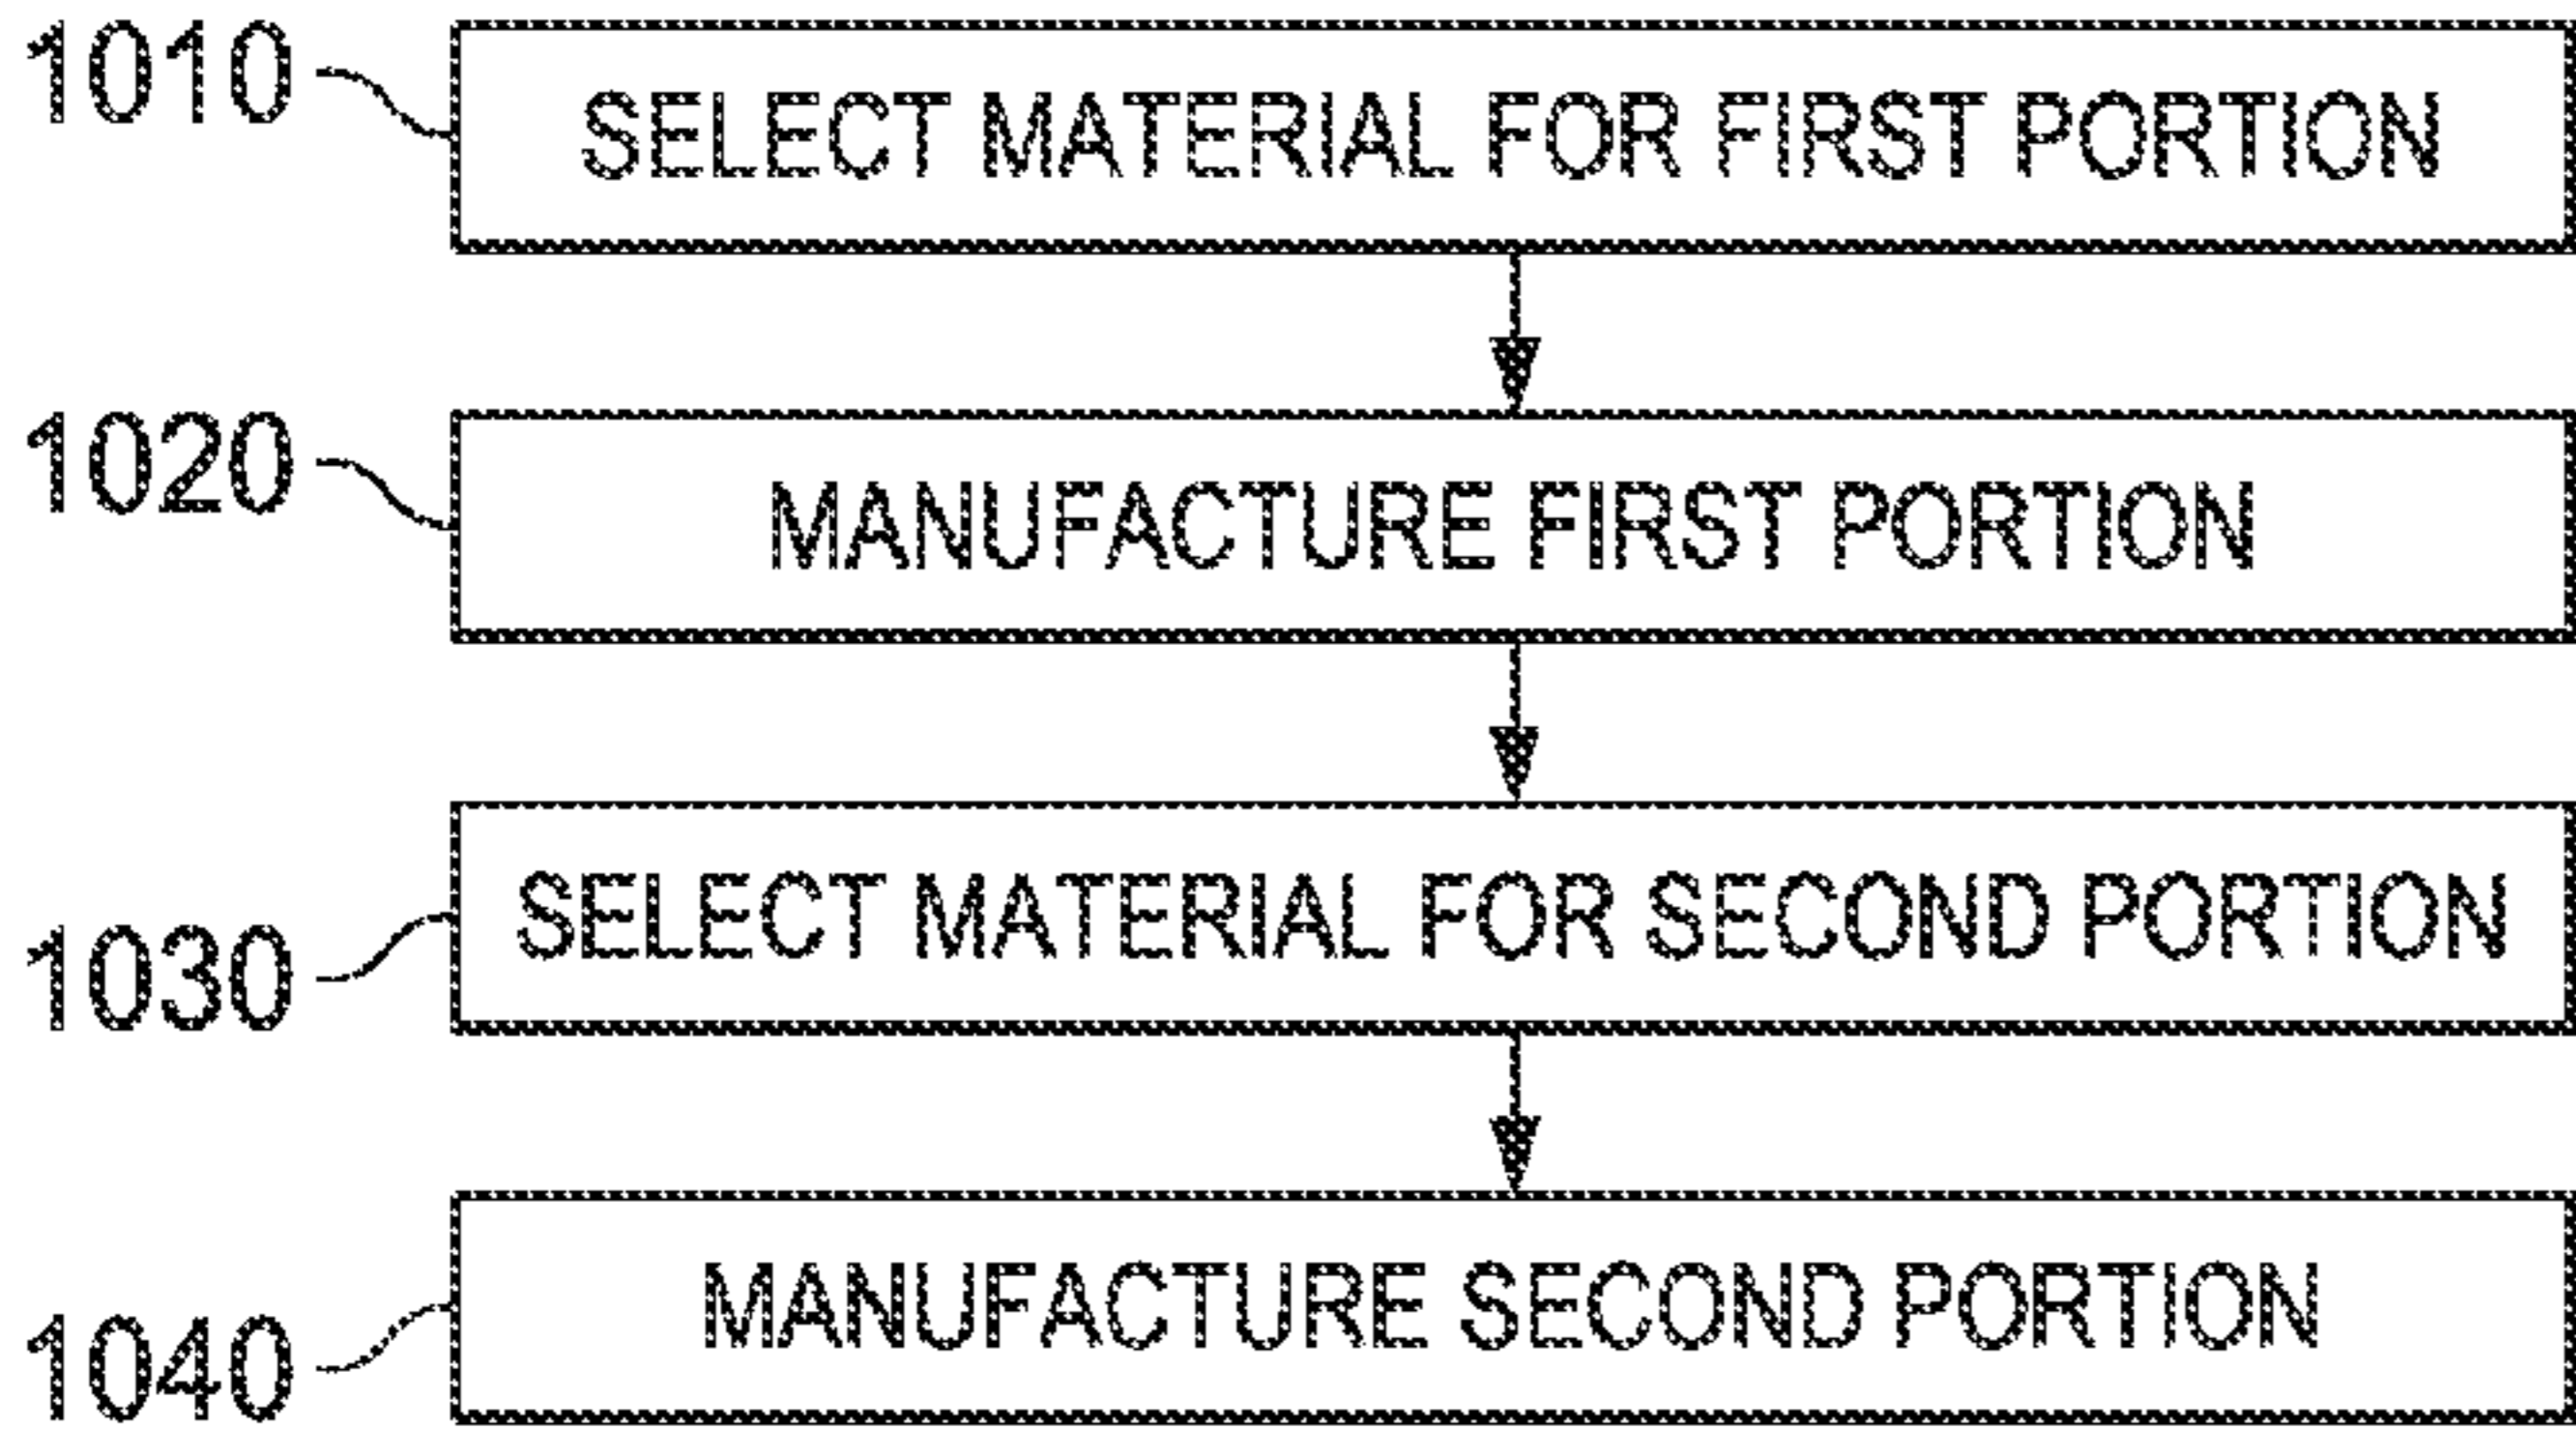 1010
SELECT MATERIAL FOR FIRST PORTION
1020
MANUFACTURE FIRST PORTION
1030
SELECT MATERIAL FOR SECOND PORTION
1040
MANUFACTURE SECOND PORTION